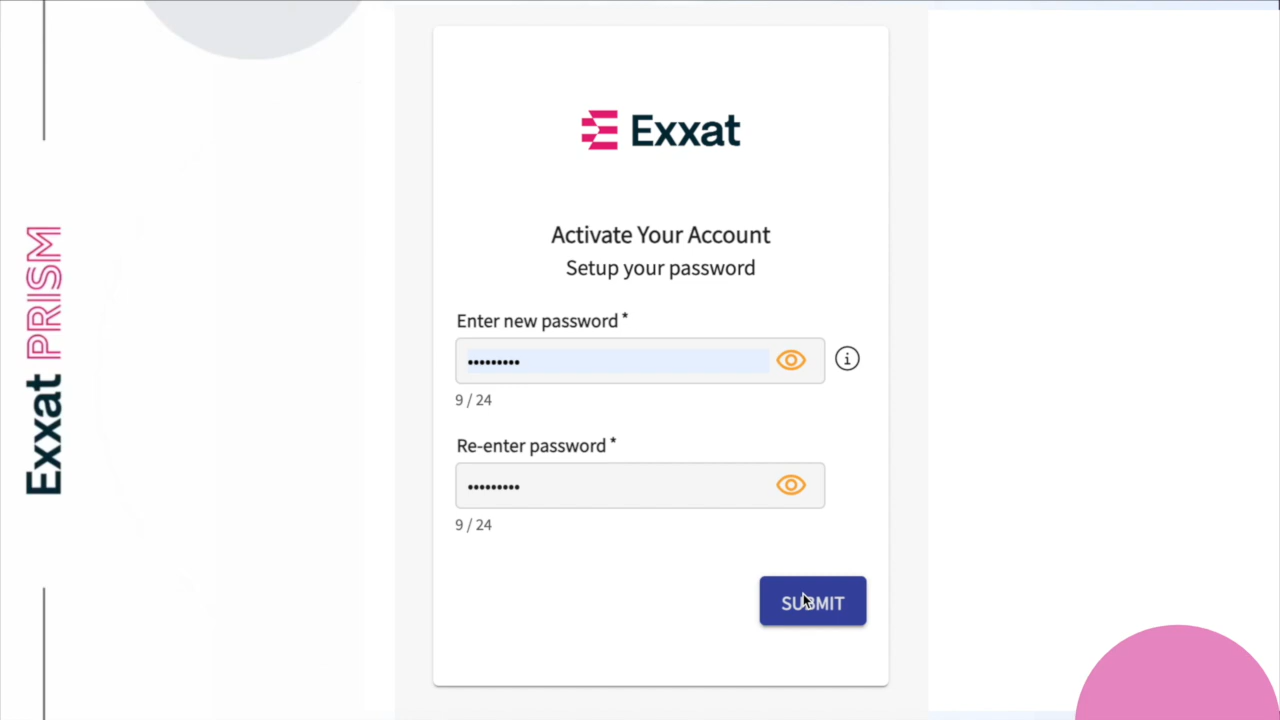 Exxat PRISM
Exxat
Activate Your Account
Setup your password
Enter new password *
•••••••••
9 / 24
Re-enter password *
•••••••••
9 / 24
SUBMIT